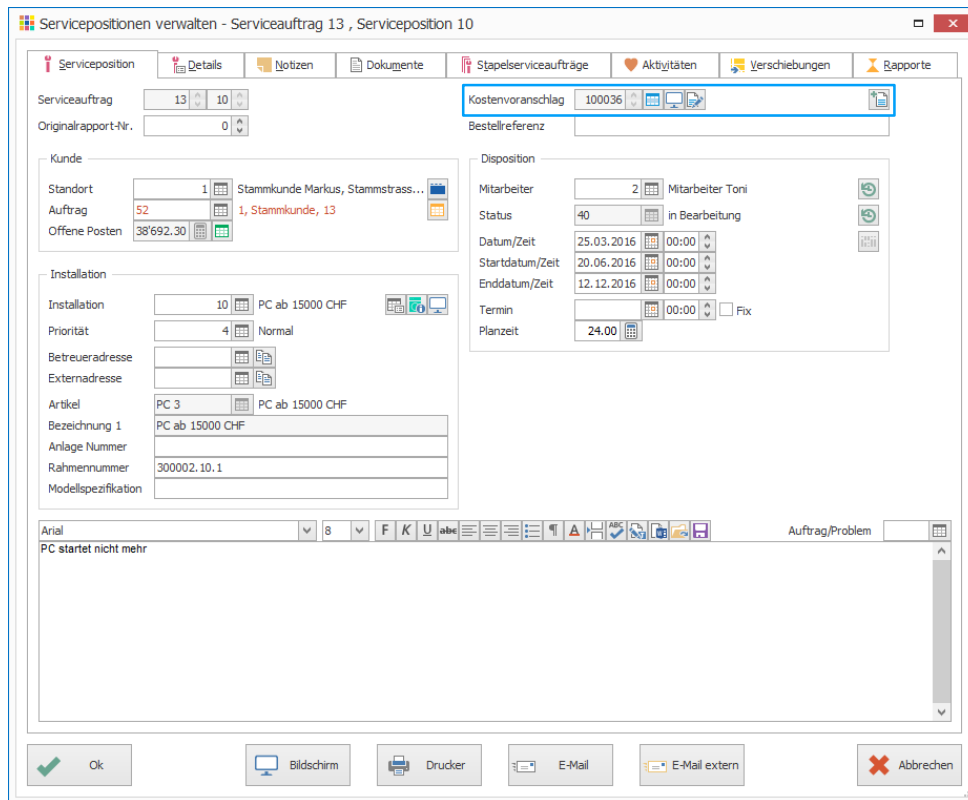 Servicepositionen verwalten - Serviceauftrag 13 , Serviceposition 10
Serviceposition Details Notizen Dokumente Stapelserviceaufträge Aktivitäten Verschiebungen Rapporte
Serviceauftrag 13 10 Kostenvoranschlag 100036
Originalrapport-Nr. 0 Bestellreferenz
Kunde
Standort 1 Stammkunde Markus, Stammstrass...
Auftrag 52 1, Stammkunde, 13
Offene Posten 38'692.30
Disposition
Mitarbeiter 2 Mitarbeiter Toni
Status 40 in Bearbeitung
Datum/Zeit 25.03.2016 00:00
Startdatum/Zeit 20.06.2016 00:00
Enddatum/Zeit 12.12.2016 00:00
Termin 00:00 Fix
Planzeit 24.00
Installation
Installation 10 PC ab 15000 CHF
Priorität 4 Normal
Betreueradresse
Externadresse
Artikel PC 3 PC ab 15000 CHF
Bezeichnung 1 PC ab 15000 CHF
Anlage Nummer
Rahmennummer 300002.10.1
Modellspezifikation
Arial 8 F K U abc A ABC Auftrag/Problem
PC startet nicht mehr
Ok Bildschirm Drucker E-Mail E-Mail extern Abbrechen